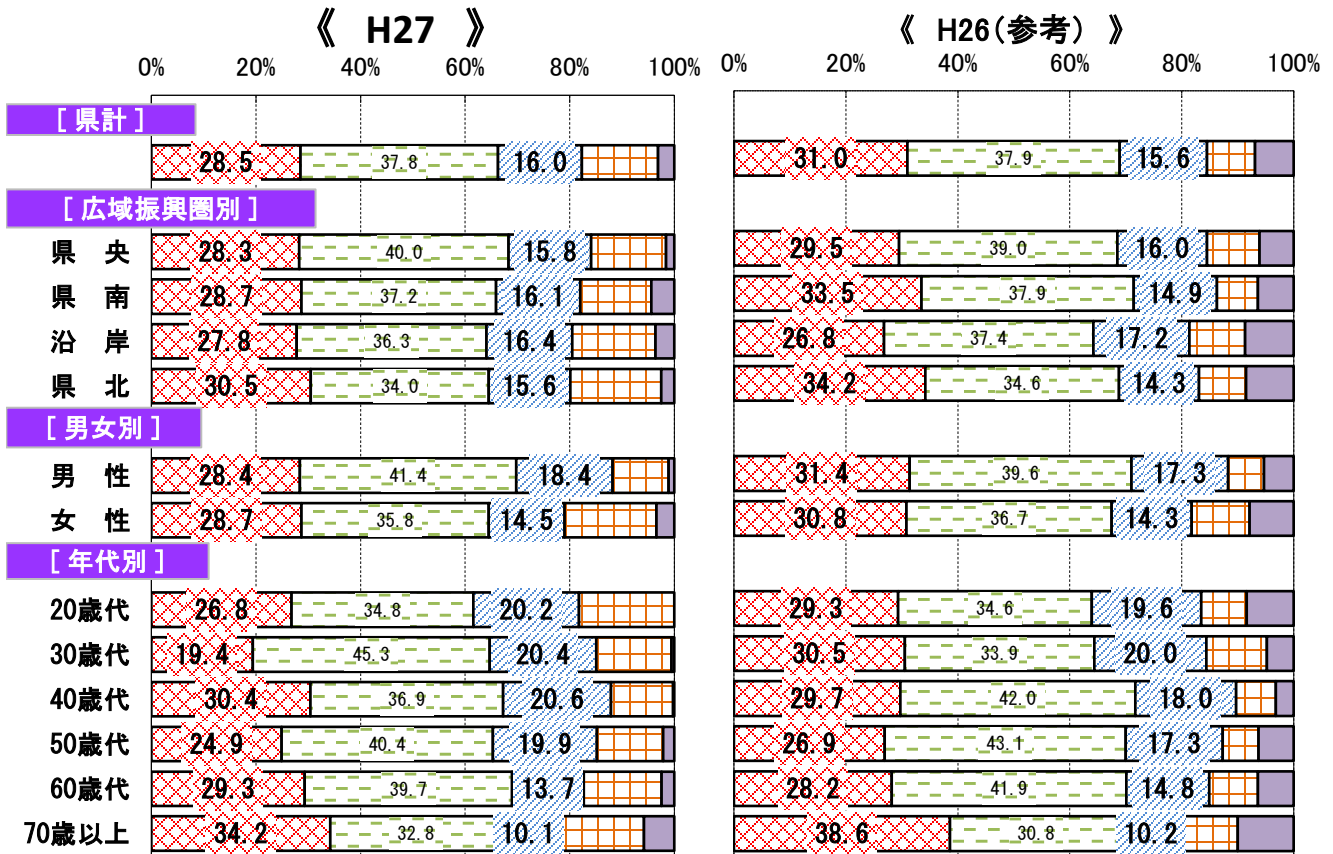 《 H27 》 《 H26(参考) 》
0% 20% 40% 60% 80% 100% 0% 20% 40% 60% 80% 100%
[ 県計 ]
28.5 37.8 16.0 31.0 37.9 15.6
[ 広域振興圏別 ]
県 央 28.3 40.0 15.8 29.5 39.0 16.0
県 南 28.7 37.2 16.1 33.5 37.9 14.9
沿 岸 27.8 36.3 16.4 26.8 37.4 17.2
県 北 30.5 34.0 15.6 34.2 34.6 14.3
[ 男女別 ]
男 性 28.4 41.4 18.4 31.4 39.6 17.3
女 性 28.7 35.8 14.5 30.8 36.7 14.3
[ 年代別 ]
20歳代 26.8 34.8 20.2 29.3 34.6 19.6
30歳代 19.4 45.3 20.4 30.5 33.9 20.0
40歳代 30.4 36.9 20.6 29.7 42.0 18.0
50歳代 24.9 40.4 19.9 26.9 43.1 17.3
60歳代 29.3 39.7 13.7 28.2 41.9 14.8
70歳以上 34.2 32.8 10.1 38.6 30.8 10.2